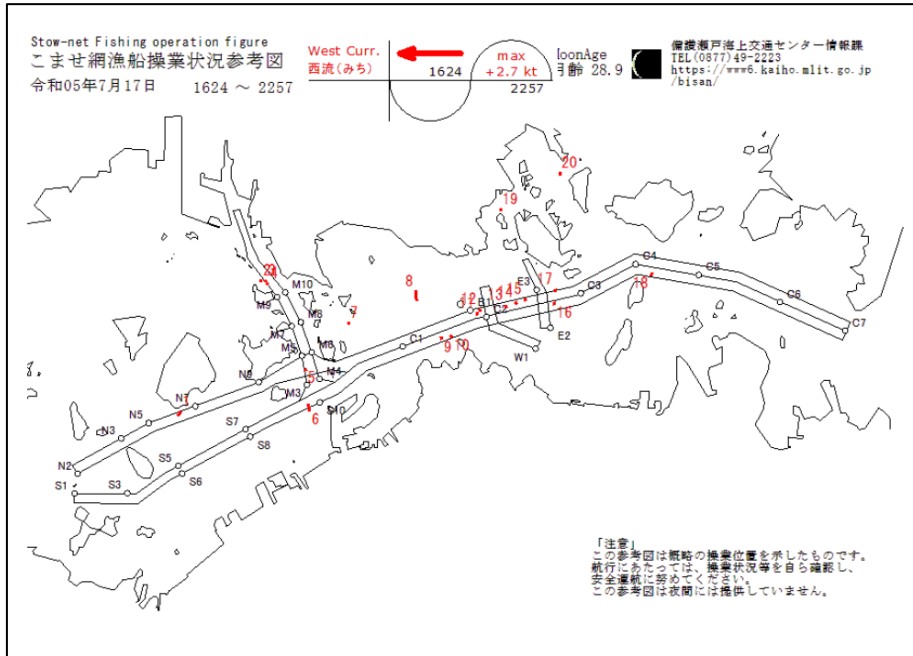 Stow-net Fishing operation figure
こませ網漁船操業状況参考図
令和05年7月17日 1624 ～ 2257
West Curr.
西流(みち)
1624
max
+2.7 kt
2257
MoonAge
月齢 28.9
備讃瀬戸海上交通センター情報課
TEL(0877)49-2223
https://www6.kaiho.mlit.go.jp
/bisan/
20
19
C4
C5
18
C6
C7
E3
17
C3
16
E2
W1
8
12
E1
13
14
15
C2
9
10
7
C1
M10
M9
M8
M7
M6
M5
5
M4
M3
6
S10
N9
N7
1
N5
N3
N2
S1
S3
S5
S6
S7
S8
「注意」
この参考図は概略の操業位置を示したものです。
航行にあたっては、操業状況等を自ら確認し、
安全運航に努めてください。
この参考図は夜間には提供していません。